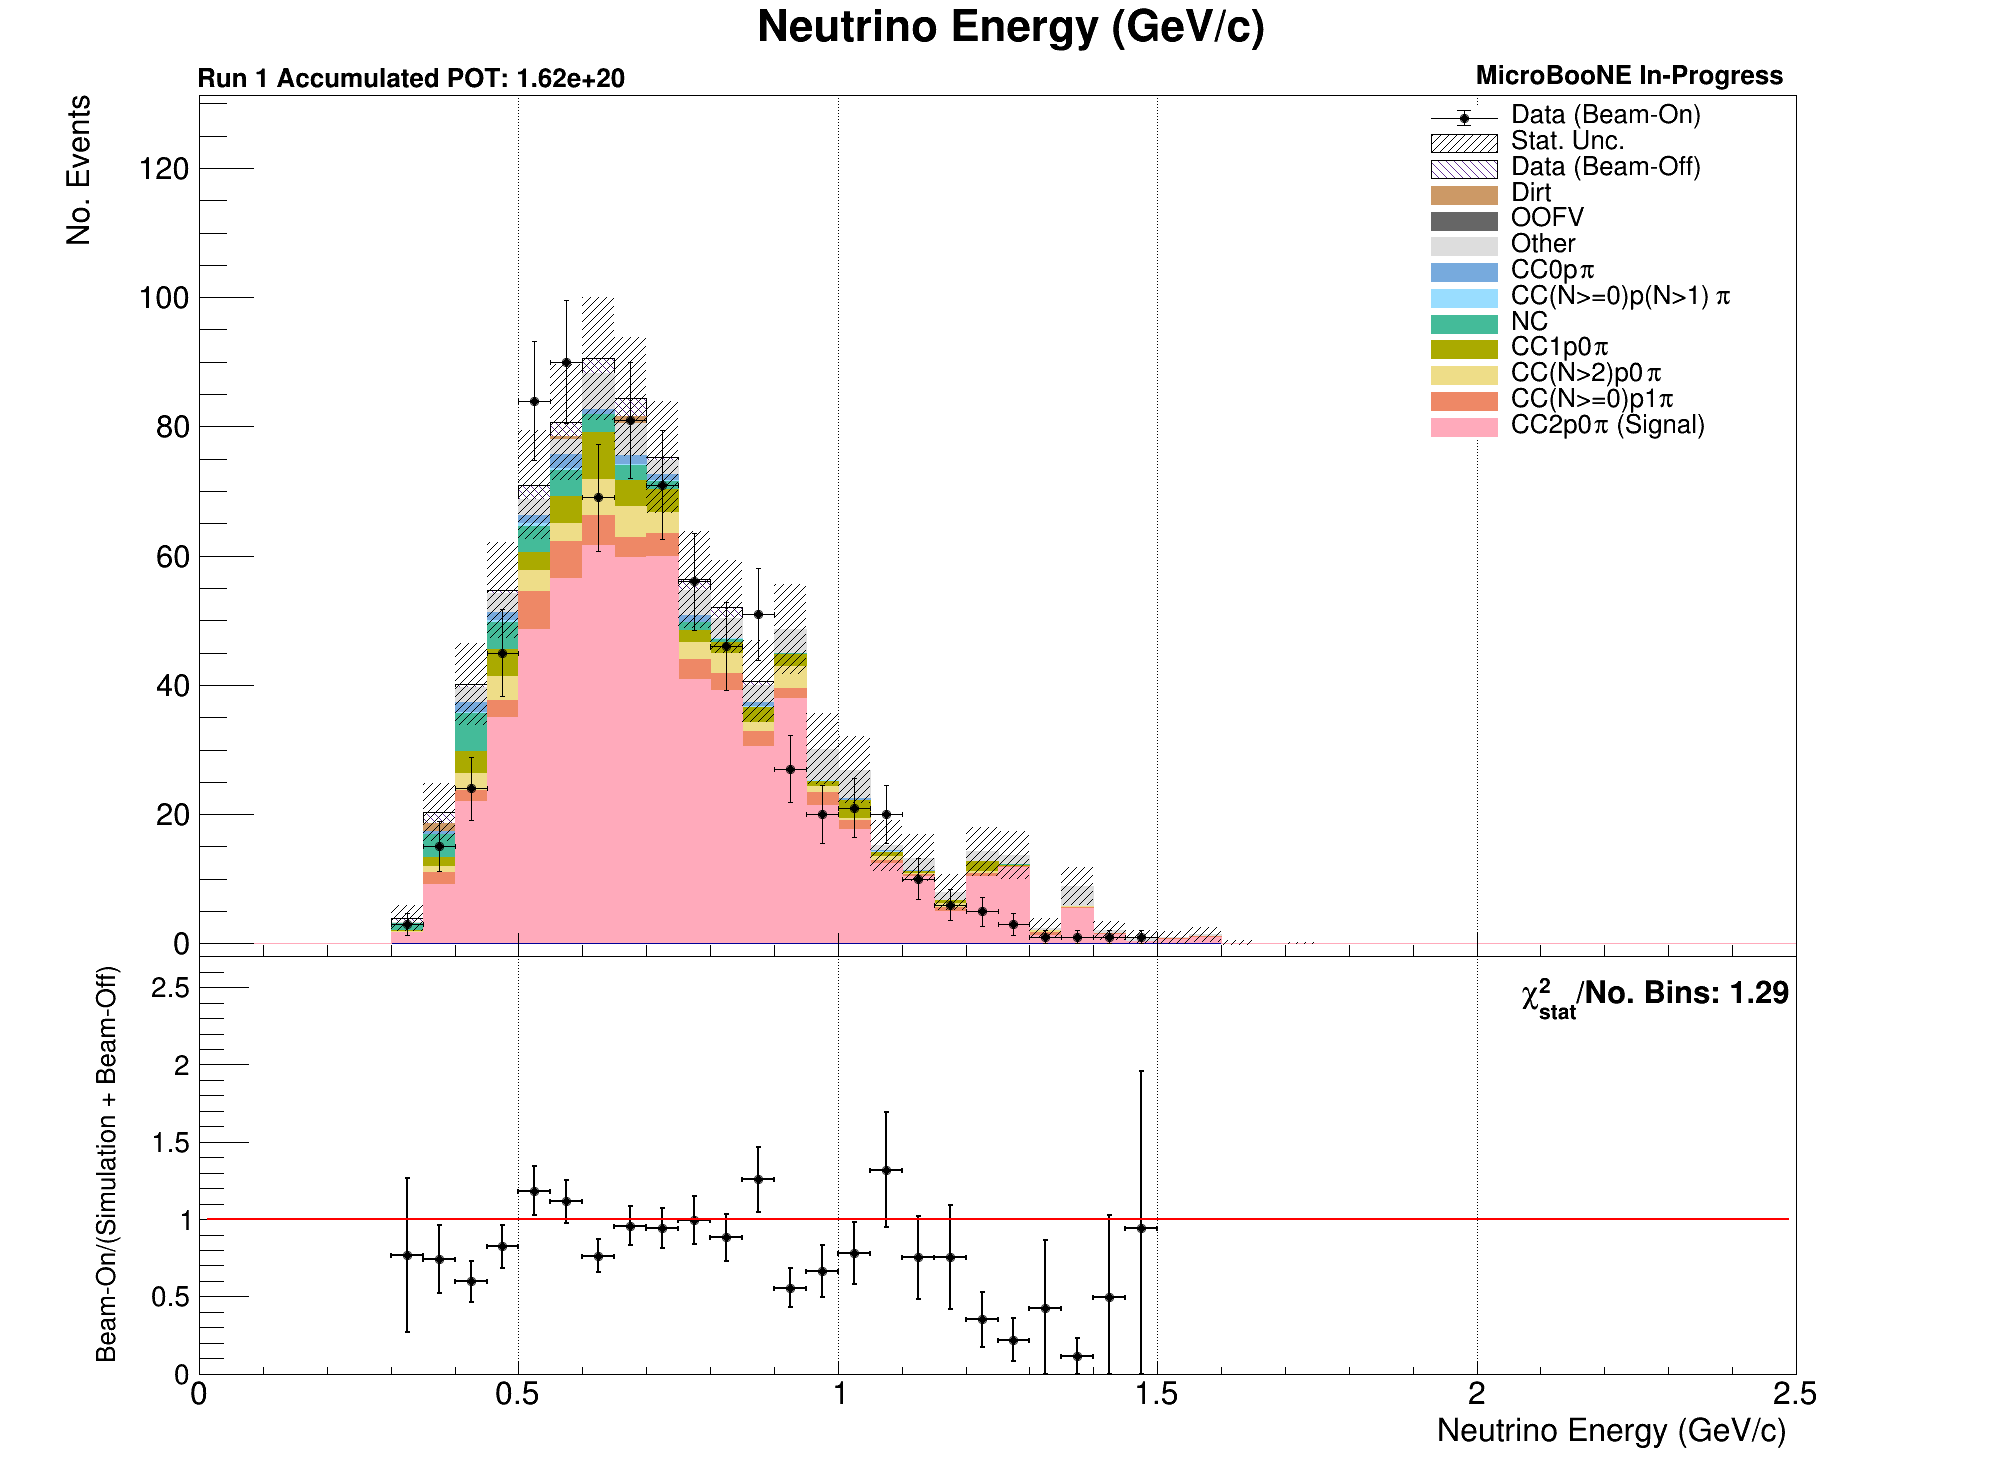 Neutrino Energy (GeV/c)
Run 1 Accumulated POT: 1.62e+20
MicroBooNE In-Progress
No. Events
120
100
80
60
40
20
0
Data (Beam-On)
Stat. Unc.
Data (Beam-Off)
Dirt
OOFV
Other
CC0pπ
CC(N>=0)p(N>1) π
NC
CC1p0π
CC(N>2)p0π
CC(N>=0)p1π
CC2p0π (Signal)
Beam-On/(Simulation + Beam-Off)
2.5
2
1.5
1
0.5
0
χ²stat/No. Bins: 1.29
0 0.5 1 1.5 2 2.5
Neutrino Energy (GeV/c)